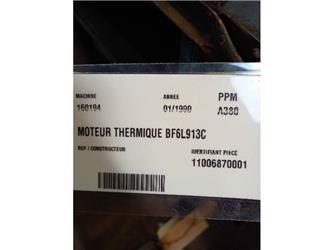 MACHINE ANNEE PPM
160194 01/1990 A380
MOTEUR THERMIQUE BF6L913C
REF / CONSTRUCTEUR IDENTIFIANT PIECE
11006870001